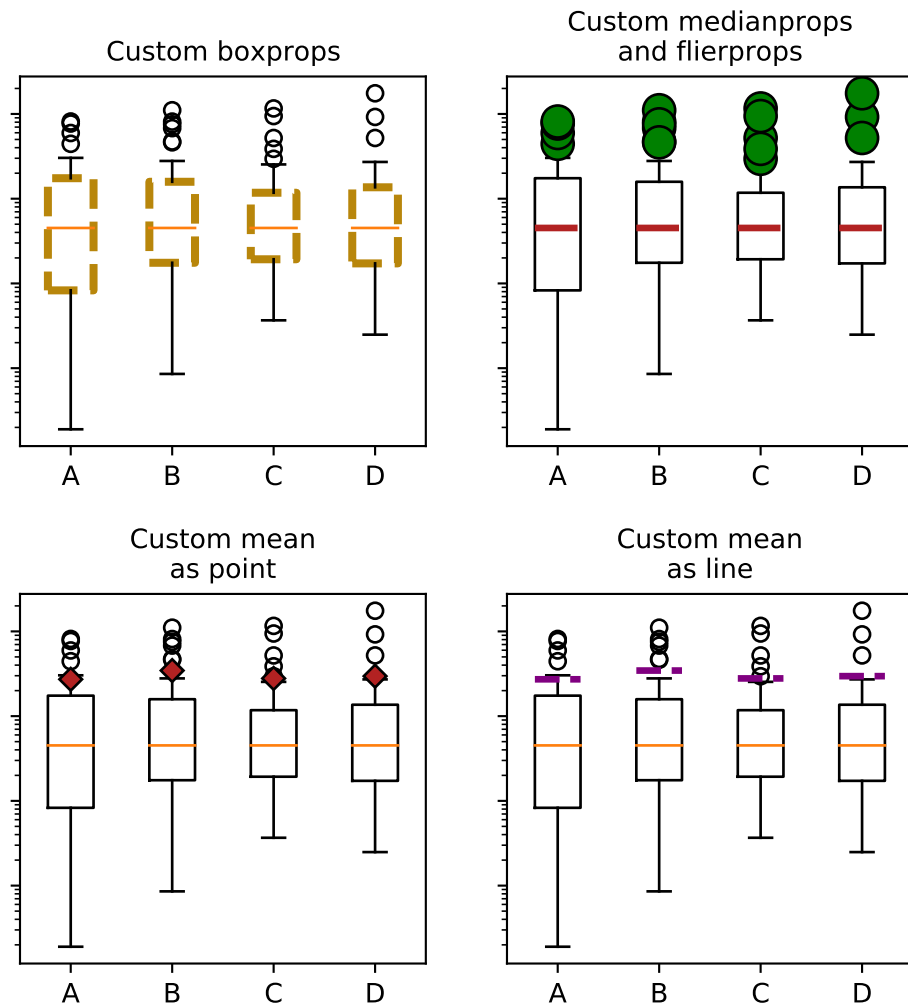 Custom boxprops
A B C D
Custom medianprops
and flierprops
A B C D
Custom mean
as point
A B C D
Custom mean
as line
A B C D